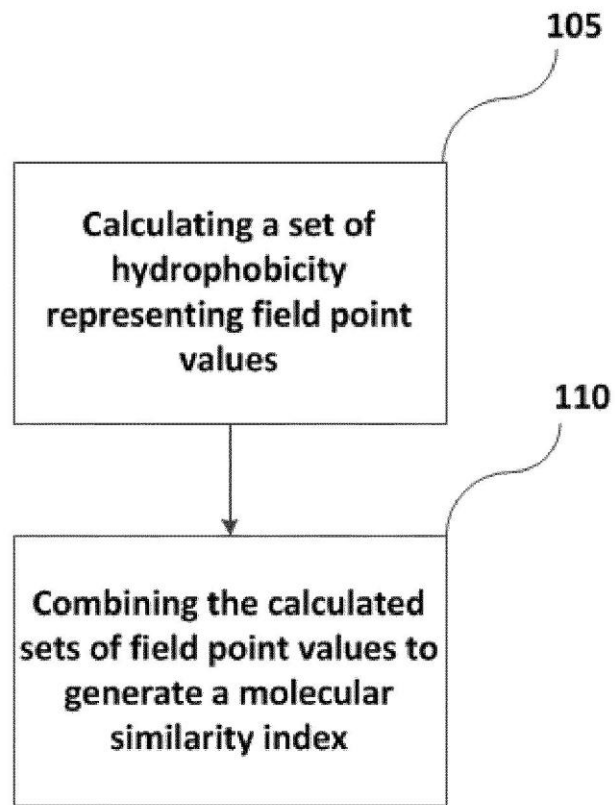 105
Calculating a set of
hydrophobicity
representing field point
values
110
Combining the calculated
sets of field point values to
generate a molecular
similarity index